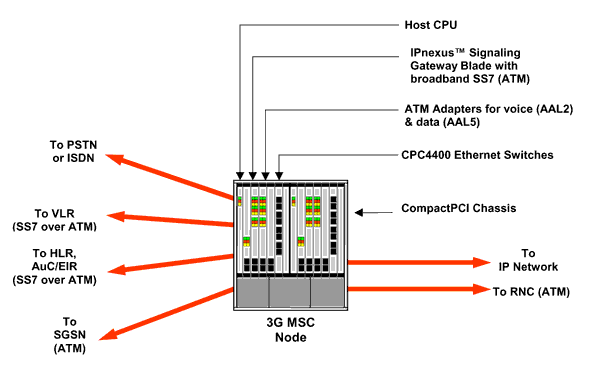 Host CPU
IPnexus™ Signaling
Gateway Blade with
broadband SS7 (ATM)
ATM Adapters for voice (AAL2)
& data (AAL5)
CPC4400 Ethernet Switches
CompactPCI Chassis
To PSTN
or ISDN
To VLR
(SS7 over ATM)
To HLR,
AuC/EIR
(SS7 over ATM)
To
SGSN
(ATM)
To
IP Network
To RNC (ATM)
3G MSC
Node